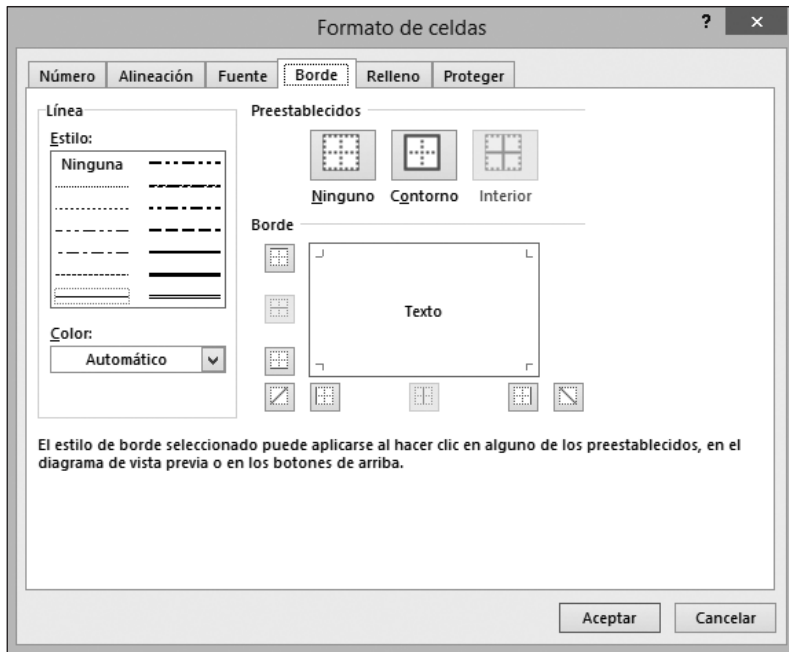 Formato de celdas
? ×
Número Alineación Fuente Borde Relleno Proteger
Línea
Estilo:
Ninguna
Color:
Automático
Preestablecidos
Ninguno Contorno Interior
Borde
Texto
El estilo de borde seleccionado puede aplicarse al hacer clic en alguno de los preestablecidos, en el
diagrama de vista previa o en los botones de arriba.
Aceptar Cancelar